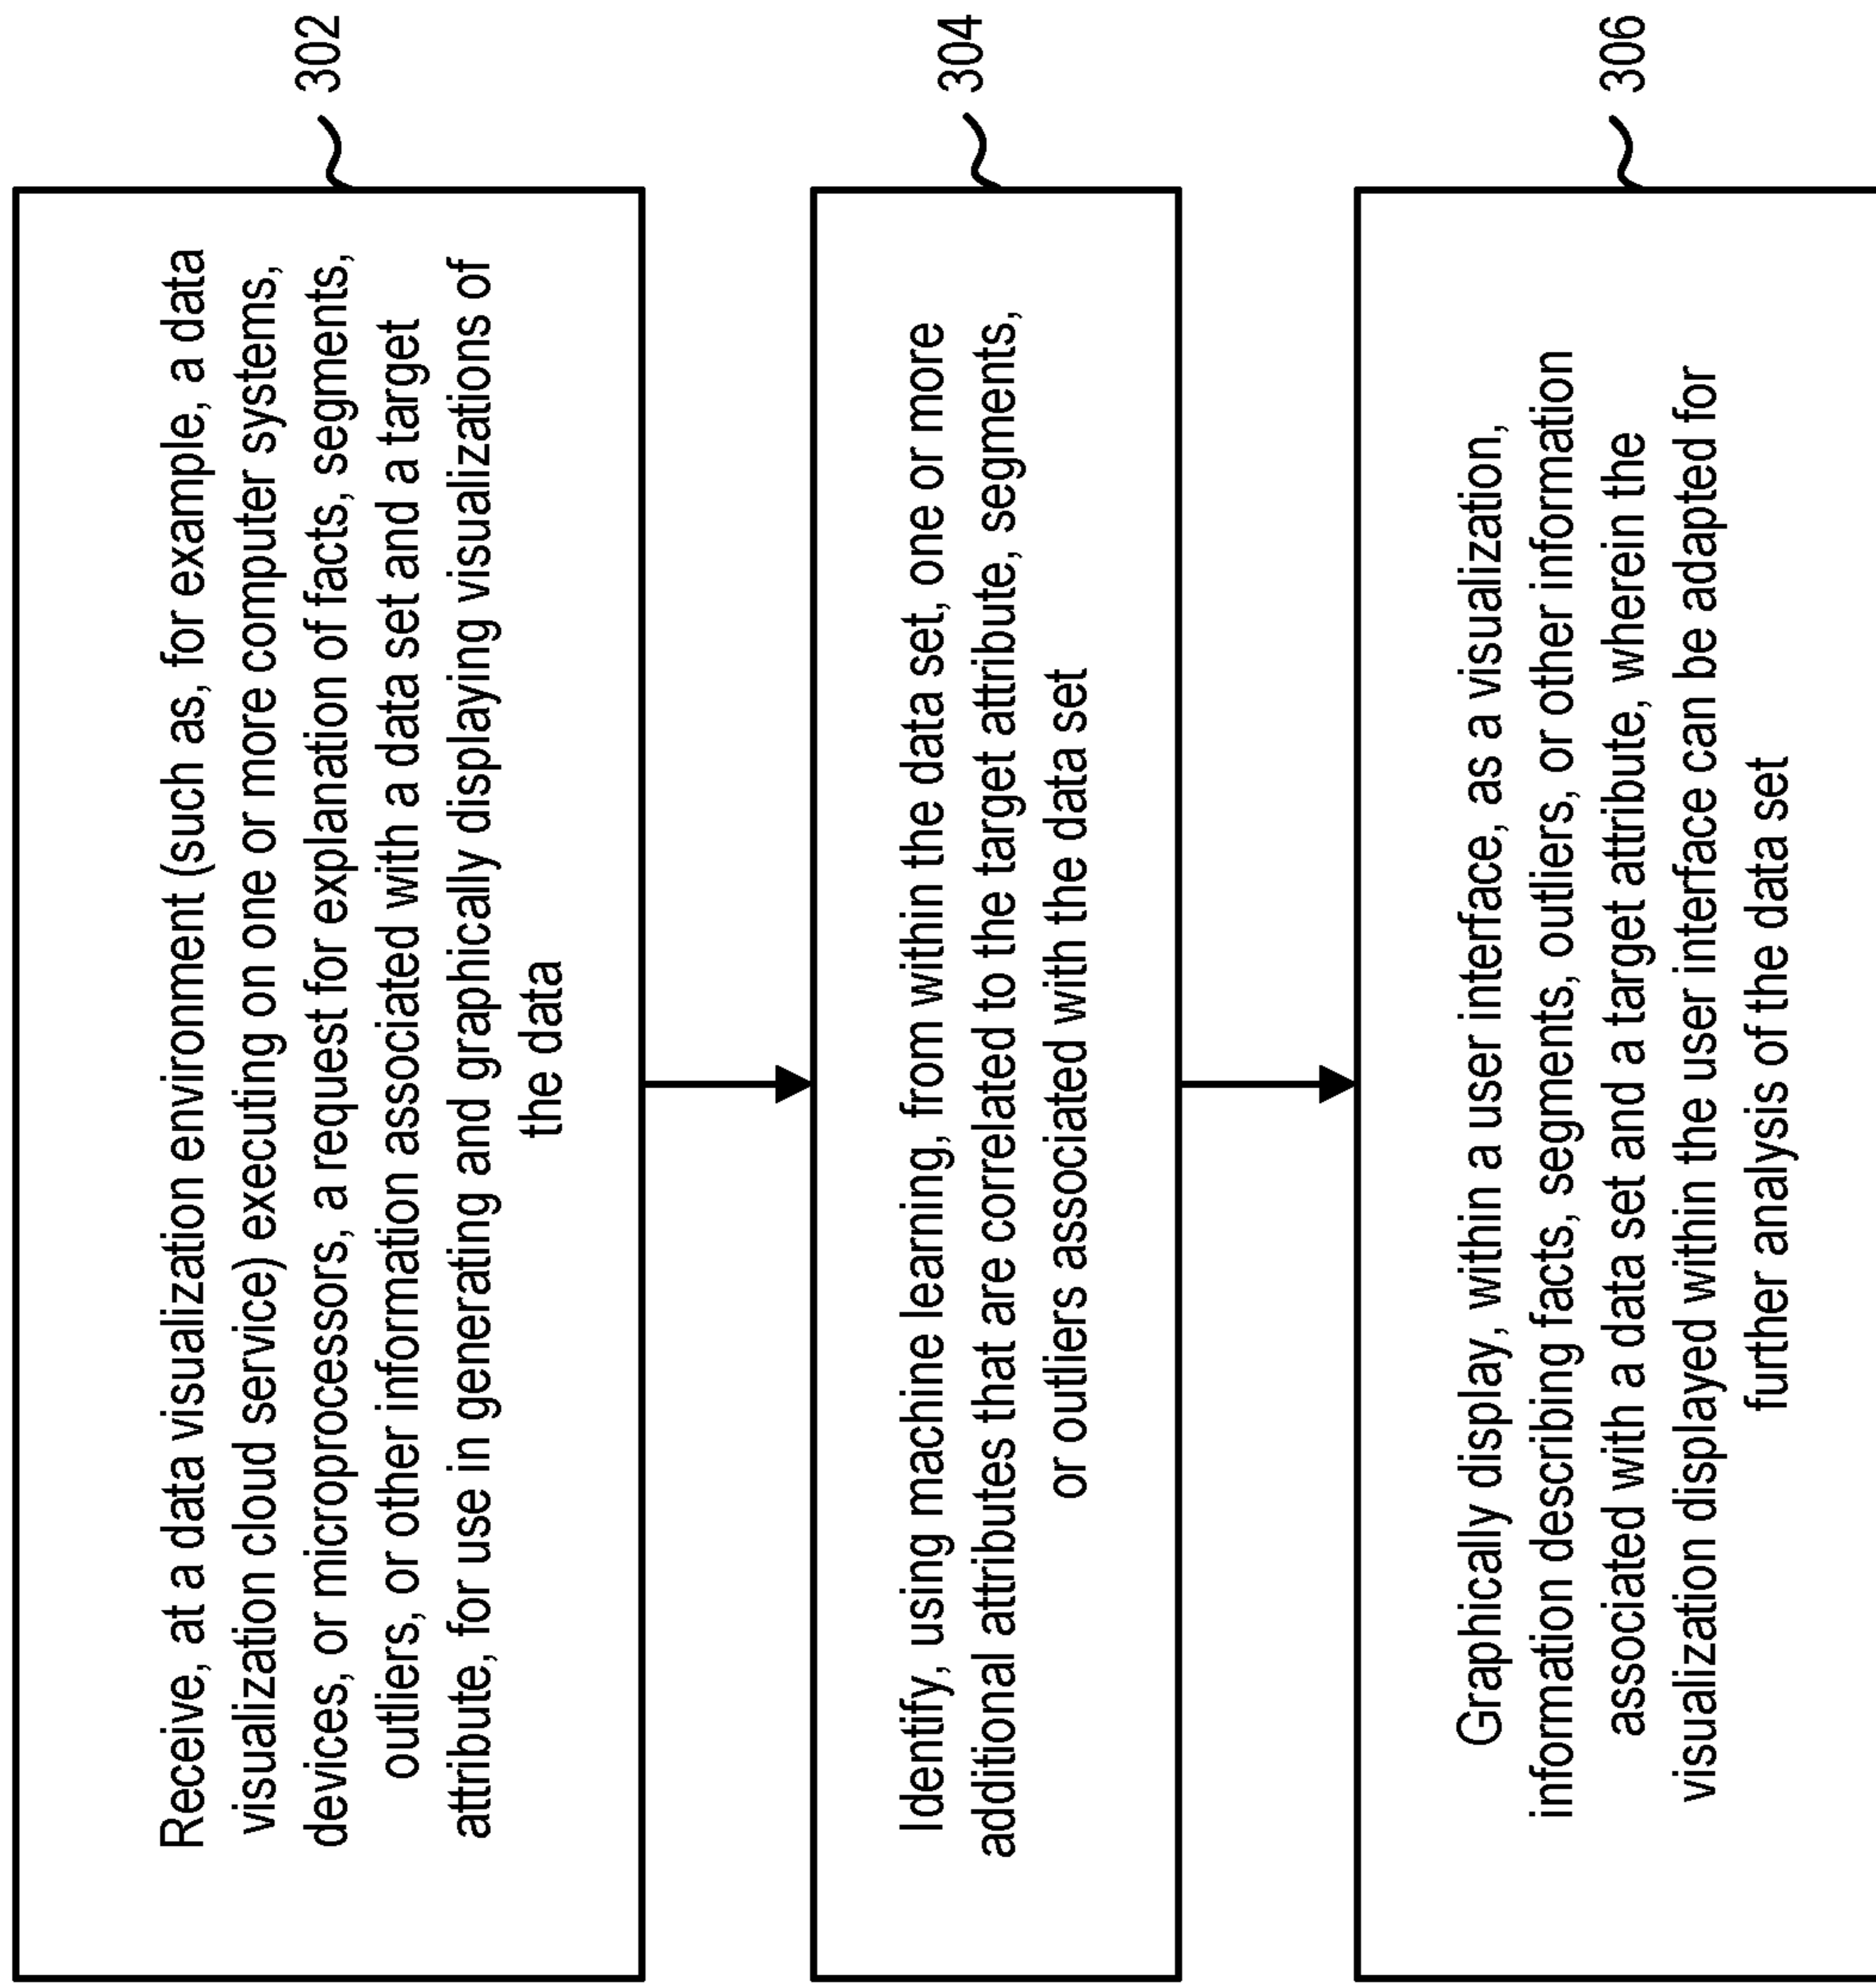 Receive, at a data visualization environment (such as, for example, a data
visualization cloud service) executing on one or more computer systems,
devices, or microprocessors, a request for explanation of facts, segments,
outliers, or other information associated with a data set and a target
attribute, for use in generating and graphically displaying visualizations of
the data
302
Identify, using machine learning, from within the data set, one or more
additional attributes that are correlated to the target attribute, segments,
or outliers associated with the data set
304
Graphically display, within a user interface, as a visualization,
information describing facts, segments, outliers, or other information
associated with a data set and a target attribute, wherein the
visualization displayed within the user interface can be adapted for
further analysis of the data set
306